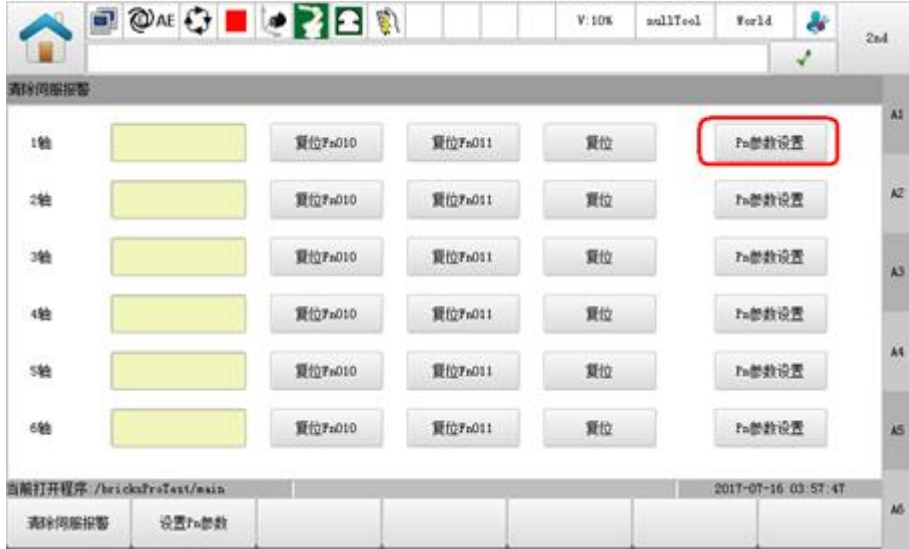 AE V:10% nullTool World 2nd
清除伺服报警
A1
1轴 复位Fn010 复位Fn011 复位 Pn参数设置
2轴 复位Fn010 复位Fn011 复位 Pn参数设置 A2
3轴 复位Fn010 复位Fn011 复位 Pn参数设置 A3
4轴 复位Fn010 复位Fn011 复位 Pn参数设置
A4
5轴 复位Fn010 复位Fn011 复位 Pn参数设置
6轴 复位Fn010 复位Fn011 复位 Pn参数设置 A5
当前打开程序:/bricksProText/main 2017-07-16 03:57:47
清除伺服报警 设置Pn参数 A6